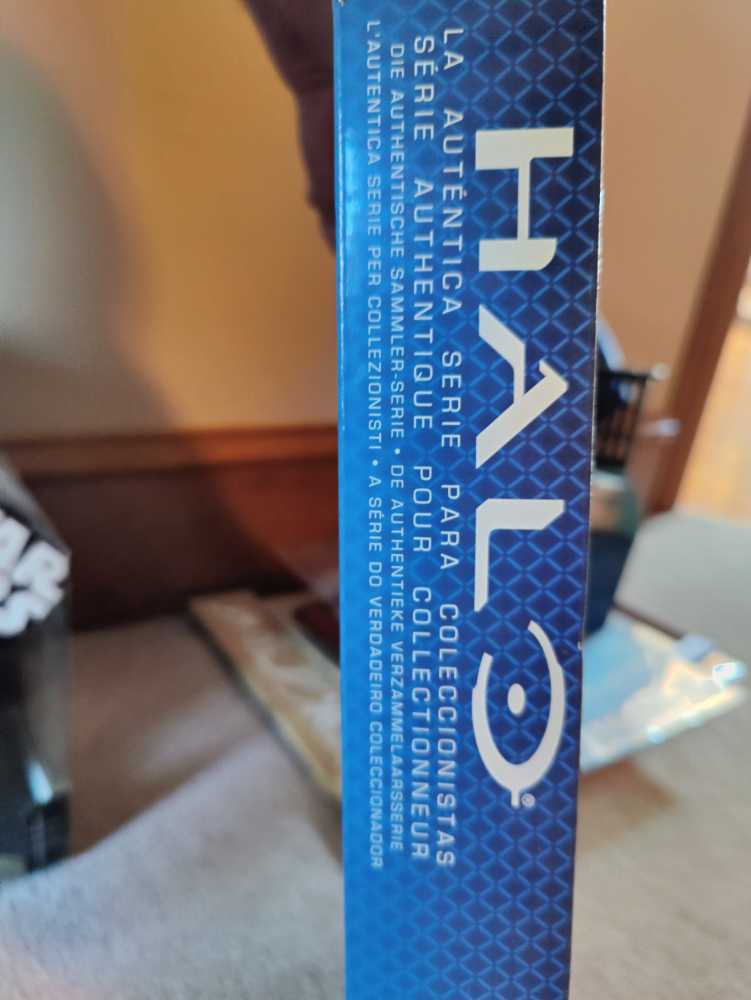 HALO®
LA AUTÉNTICA SERIE PARA COLECCIONISTAS
SÉRIE AUTHENTIQUE POUR COLLECTIONNEUR
DIE AUTHENTISCHE SAMMLER-SERIE • DE AUTHENTIEKE VERZAMMELAARSSERIE
L'AUTENTICA SERIE PER COLLEZIONISTI • A SÉRIE DO VERDADEIRO COLECCIONADOR